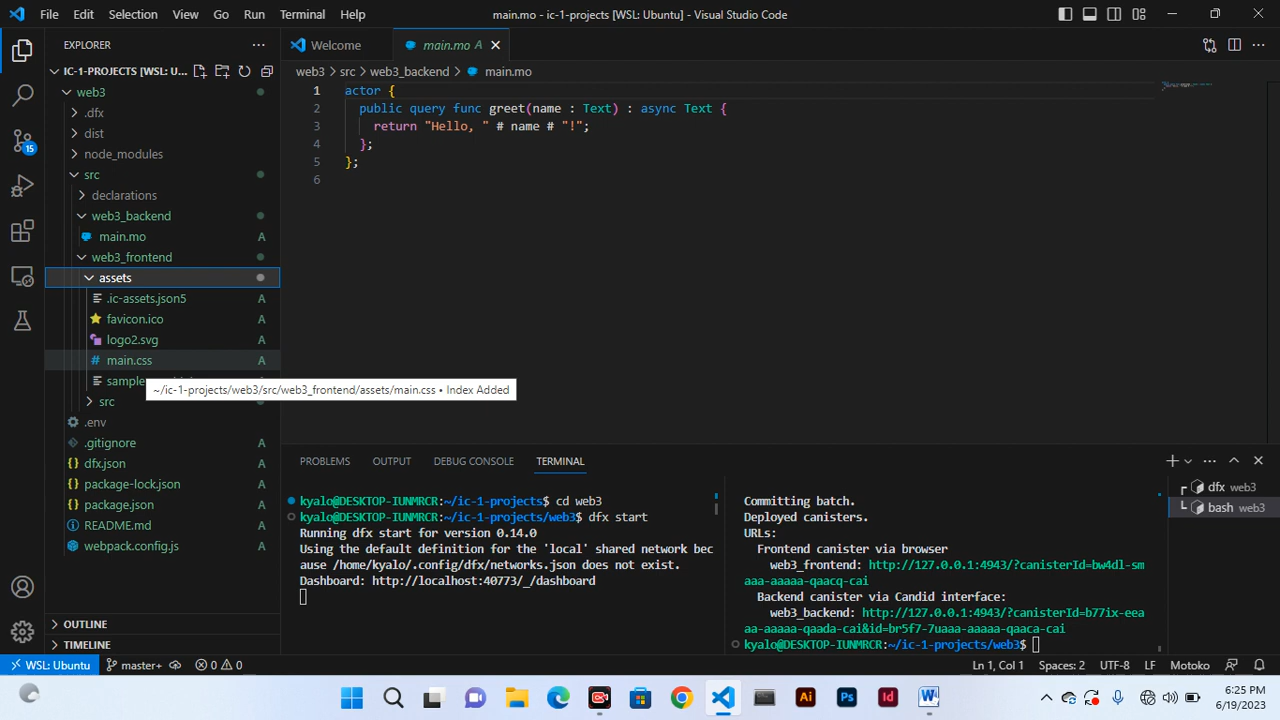 File Edit Selection View Go Run Terminal Help
main.mo - ic-1-projects [WSL: Ubuntu] - Visual Studio Code
EXPLORER
IC-1-PROJECTS [WSL: U...
web3
.dfx
dist
node_modules
src
declarations
web3_backend
main.mo A
web3_frontend
assets
.ic-assets.json5 A
favicon.ico A
logo2.svg A
main.css A
sample
~/ic-1-projects/web3/src/web3_frontend/assets/main.css • Index Added
src
.env
.gitignore A
dfx.json A
package-lock.json A
package.json A
README.md A
webpack.config.js A
OUTLINE
TIMELINE
15
Welcome
main.mo A
web3 > src > web3_backend > main.mo
1 actor {
2 public query func greet(name : Text) : async Text {
3 return "Hello, " # name # "!";
4 };
5 };
6
PROBLEMS OUTPUT DEBUG CONSOLE TERMINAL
kyalo@DESKTOP-IUNMRCR:~/ic-1-projects$ cd web3
kyalo@DESKTOP-IUNMRCR:~/ic-1-projects/web3$ dfx start
Running dfx start for version 0.14.0
Using the default definition for the 'local' shared network bec
ause /home/kyalo/.config/dfx/networks.json does not exist.
Dashboard: http://localhost:40773/_/dashboard
Committing batch.
Deployed canisters.
URLs:
Frontend canister via browser
web3_frontend: http://127.0.0.1:4943/?canisterId=bw4dl-sm
aaa-aaaaa-qaacq-cai
Backend canister via Candid interface:
web3_backend: http://127.0.0.1:4943/?canisterId=b77ix-eea
aa-aaaaa-qaada-cai&id=br5f7-7uaaa-aaaaa-qaaca-cai
kyalo@DESKTOP-IUNMRCR:~/ic-1-projects/web3$
dfx web3
bash web3
WSL: Ubuntu master+ 0 0
Ln 1, Col 1 Spaces: 2 UTF-8 LF Motoko
Ai Ps Id W
6:25 PM
6/19/2023